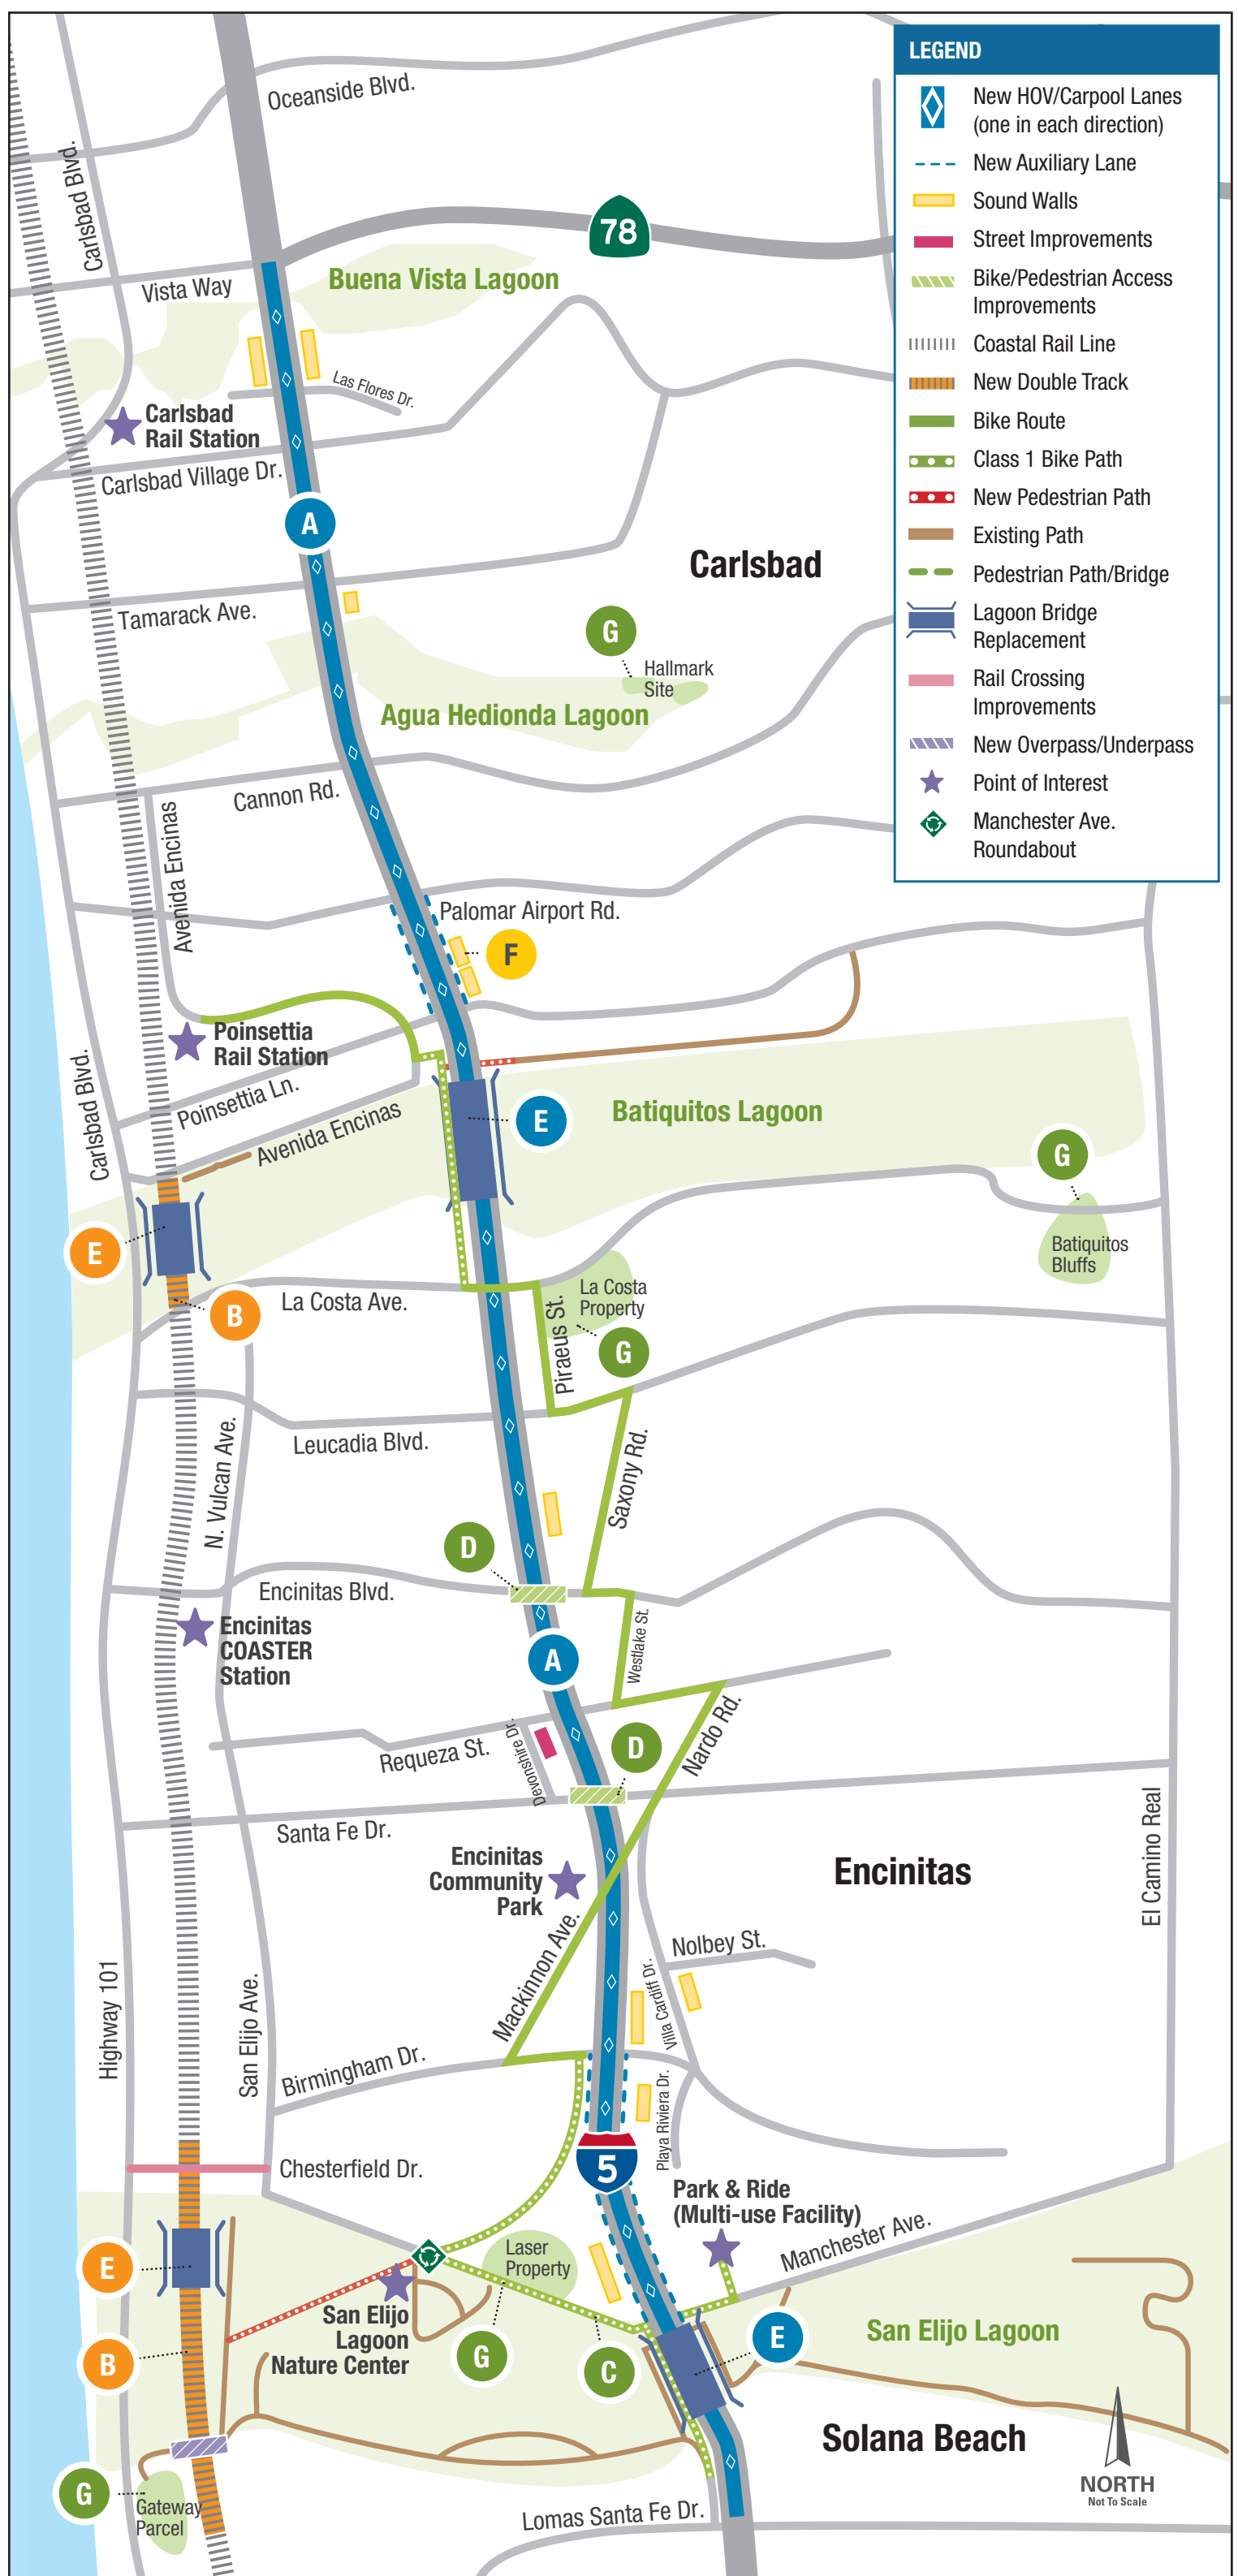 LEGEND
New HOV/Carpool Lanes
(one in each direction)
New Auxiliary Lane
Sound Walls
Street Improvements
Bike/Pedestrian Access
Improvements
Coastal Rail Line
New Double Track
Bike Route
Class 1 Bike Path
New Pedestrian Path
Existing Path
Pedestrian Path/Bridge
Lagoon Bridge
Replacement
Rail Crossing
Improvements
New Overpass/Underpass
Point of Interest
Manchester Ave.
Roundabout
Oceanside Blvd.
Carlsbad Blvd.
78
Vista Way
Buena Vista Lagoon
Las Flores Dr.
Carlsbad
Rail Station
Carlsbad Village Dr.
A
Carlsbad
Tamarack Ave.
G
Hallmark
Site
Agua Hedionda Lagoon
Cannon Rd.
Avenida Encinas
Palomar Airport Rd.
F
Poinsettia
Rail Station
Carlsbad Blvd.
Poinsettia Ln.
Avenida Encinas
E
Batiquitos Lagoon
G
Batiquitos
Bluffs
E
B
La Costa Ave.
La Costa
Property
G
Piraeus St.
Leucadia Blvd.
N. Vulcan Ave.
Saxony Rd.
D
Encinitas Blvd.
Encinitas
COASTER
Station
A
Westlake St.
Requeza St.
Devonshire Dr.
D
Nardo Rd.
Santa Fe Dr.
Encinitas
Community
Park
Encinitas
El Camino Real
Mackinnon Ave.
Nolbey St.
Villa Cardiff Dr.
Highway 101
San Elijo Ave.
Birmingham Dr.
Playa Riviera Dr.
Chesterfield Dr.
5
Park & Ride
(Multi-use Facility)
Manchester Ave.
Laser
Property
E
San Elijo
Lagoon
Nature Center
G
C
E
San Elijo Lagoon
B
Solana Beach
G
Gateway
Parcel
Lomas Santa Fe Dr.
NORTH
Not To Scale